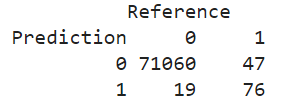 Reference
Prediction 0 1
0 71060 47
1 19 76